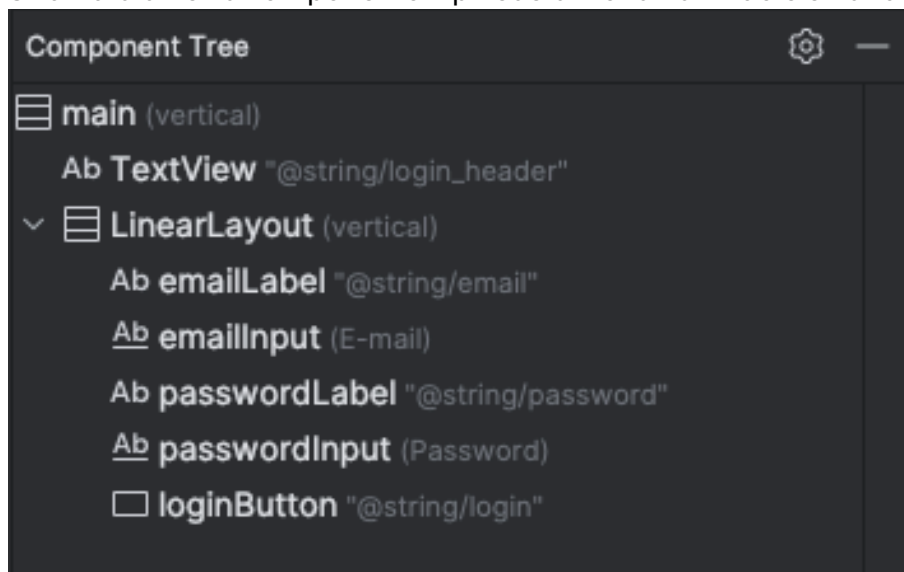 Component Tree
main (vertical)
Ab TextView "@string/login_header"
LinearLayout (vertical)
Ab emailLabel "@string/email"
Ab emailInput (E-mail)
Ab passwordLabel "@string/password"
Ab passwordInput (Password)
loginButton "@string/login"